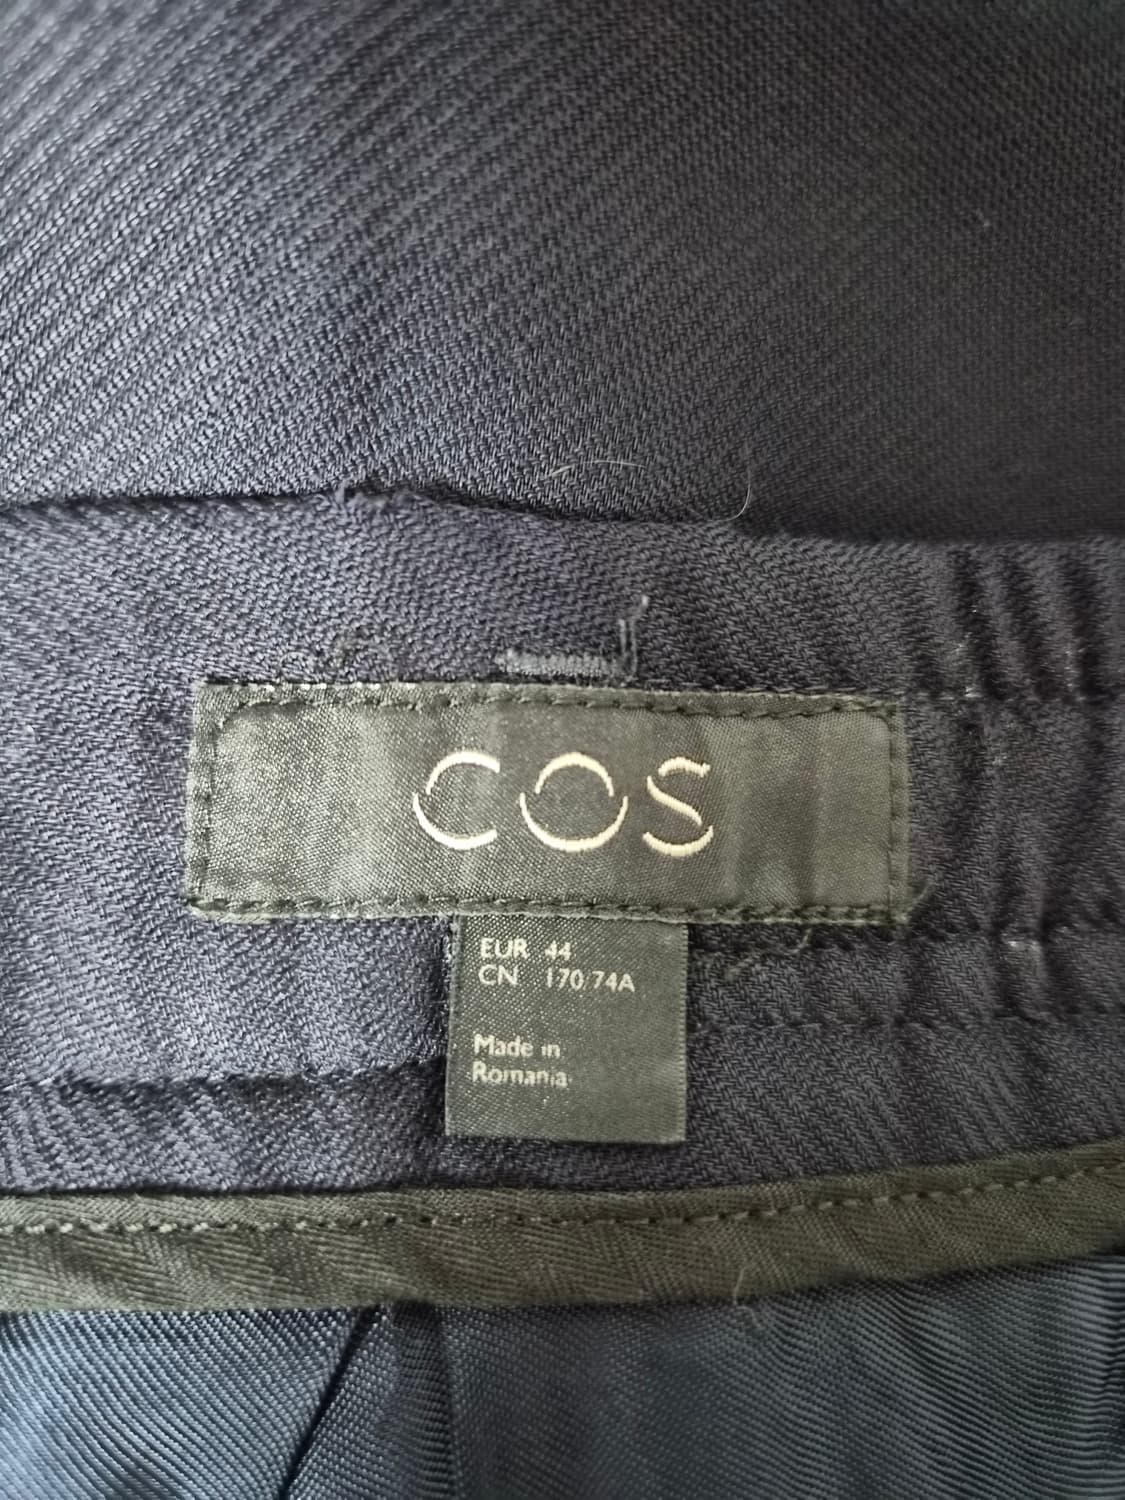 COS
EUR 44
CN 170/74A
Made in
Romania